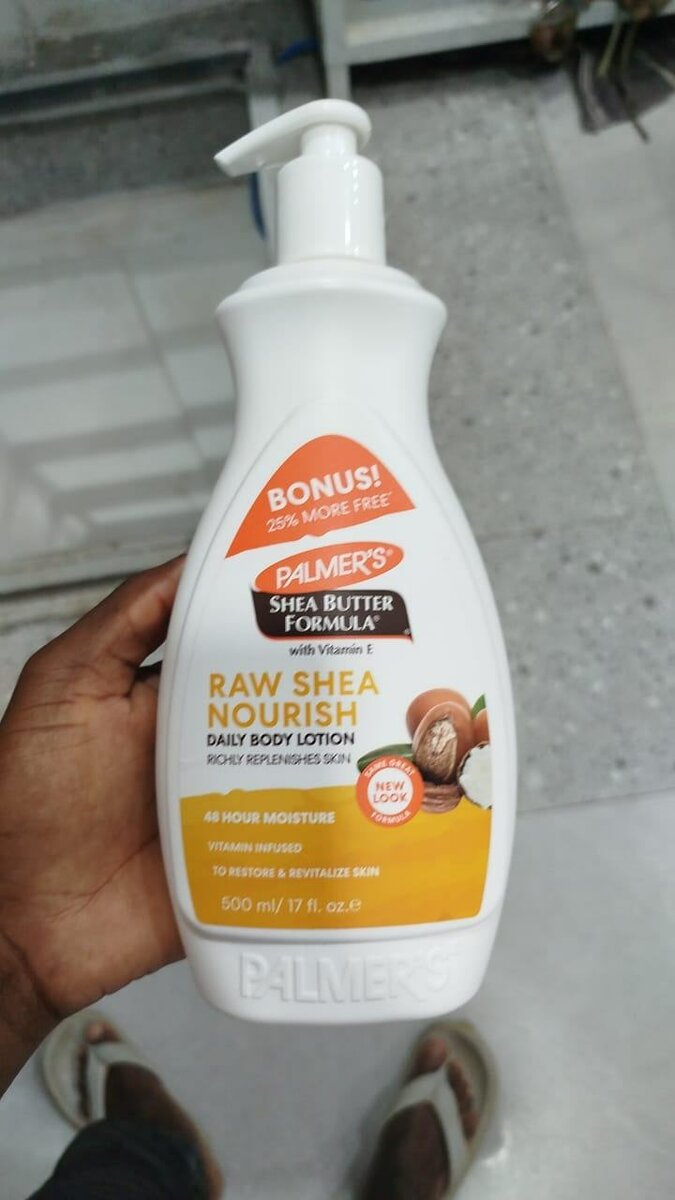 BONUS!
25% MORE FREE*
PALMER'S®
SHEA BUTTER
FORMULA®
with Vitamin E
RAW SHEA
NOURISH
DAILY BODY LOTION
RICHLY REPLENISHES SKIN
SAME GREAT
NEW
LOOK
FORMULA
48 HOUR MOISTURE
VITAMIN INFUSED
TO RESTORE & REVITALIZE SKIN
500 ml/ 17 fl. oz.℮
PALMER'S